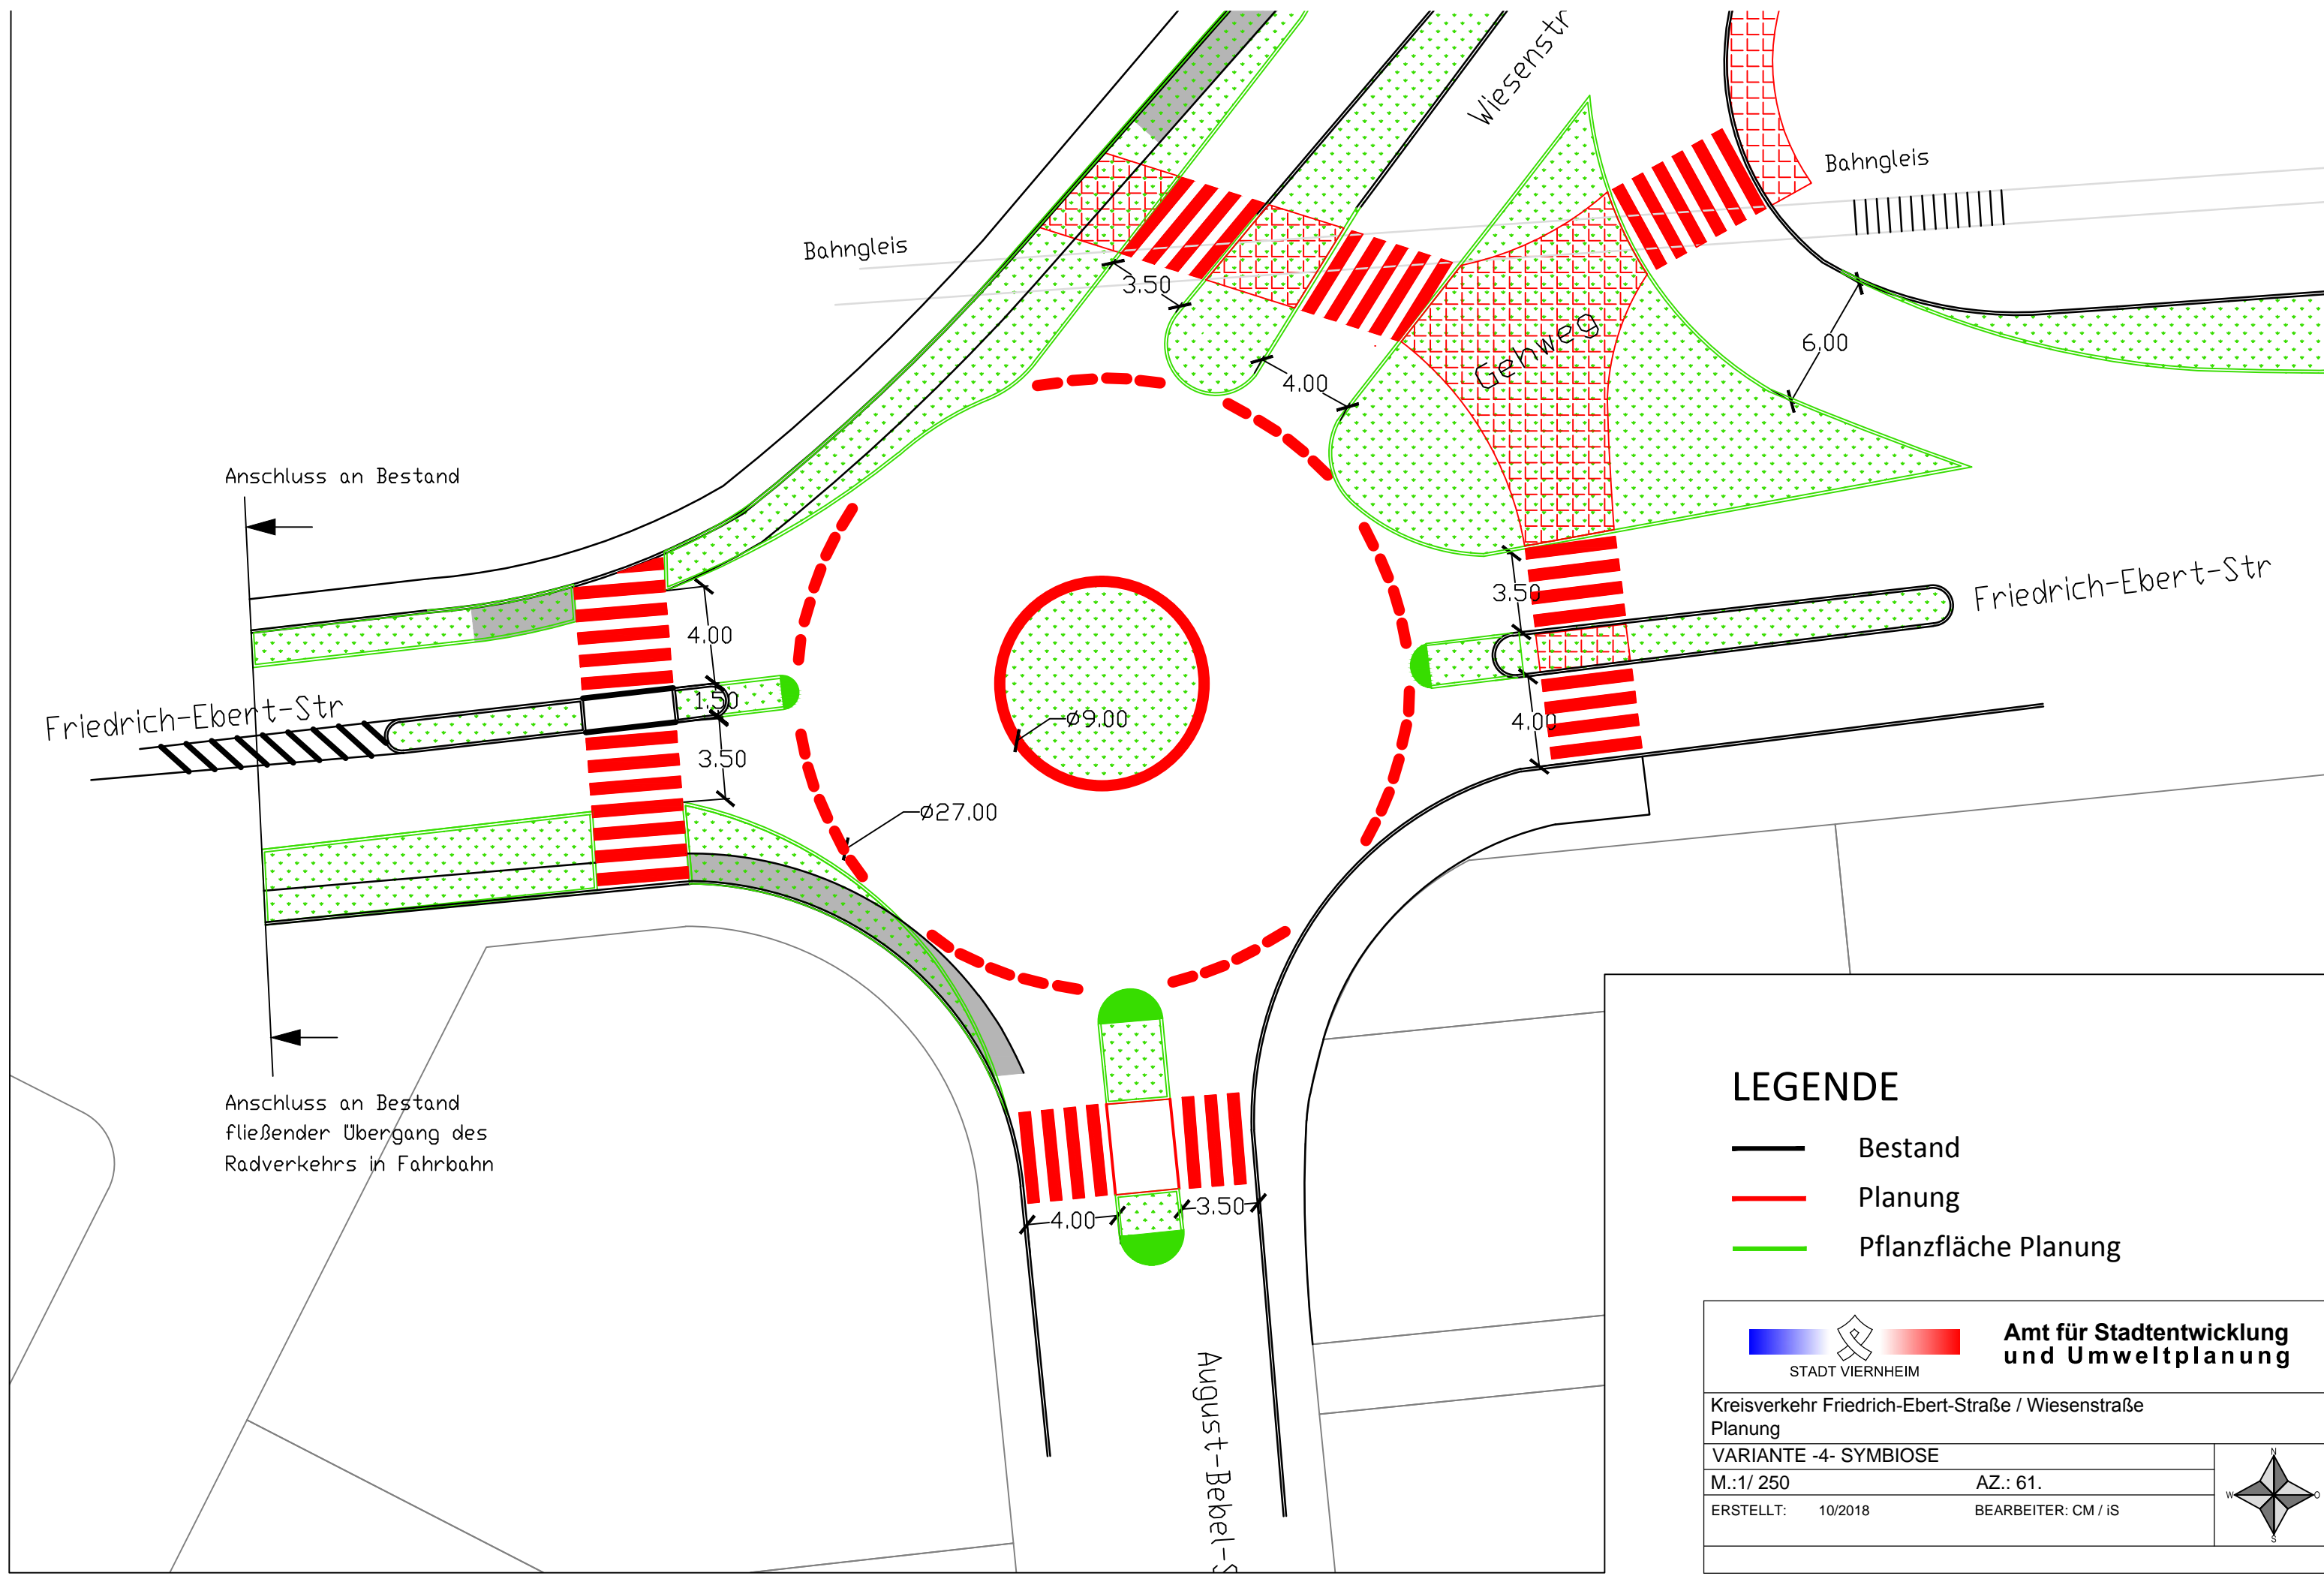 Wiesenstr
Bahngleis
Bahngleis
3.50
6.00
Gehweg
4.00
Anschluss an Bestand
Friedrich-Ebert-Str
3.50
4.00
Friedrich-Ebert-Str
1.50
Ø9.00
4.00
3.50
Ø27.00
Anschluss an Bestand
fließender Übergang des
Radverkehrs in Fahrbahn
4.00
3.50
August-Bebel-S
LEGENDE
Bestand
Planung
Pflanzfläche Planung
STADT VIERNHEIM
Amt für Stadtentwicklung
und Umweltplanung
Kreisverkehr Friedrich-Ebert-Straße / Wiesenstraße
Planung
VARIANTE -4- SYMBIOSE
M.:1/ 250 AZ.: 61.
ERSTELLT: 10/2018 BEARBEITER: CM / iS
N
W O
S